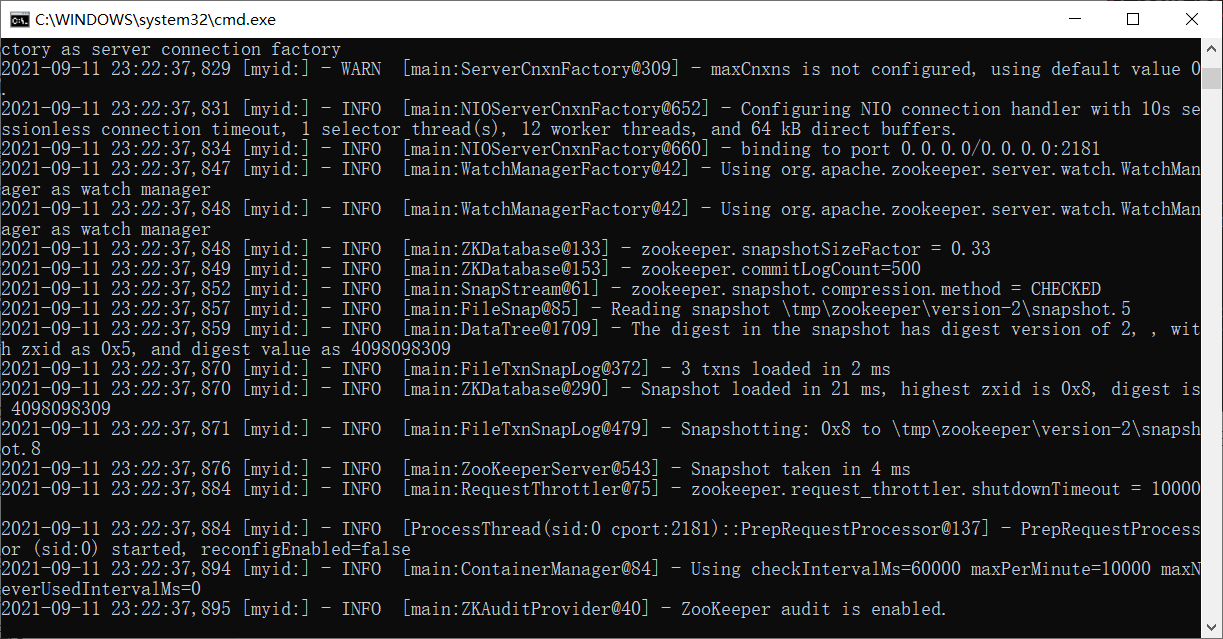 C:\WINDOWS\system32\cmd.exe
ctory as server connection factory
2021-09-11 23:22:37,829 [myid:] - WARN  [main:ServerCnxnFactory@309] - maxCnxns is not configured, using default value 0
.
2021-09-11 23:22:37,831 [myid:] - INFO  [main:NIOServerCnxnFactory@652] - Configuring NIO connection handler with 10s se
ssionless connection timeout, 1 selector thread(s), 12 worker threads, and 64 kB direct buffers.
2021-09-11 23:22:37,834 [myid:] - INFO  [main:NIOServerCnxnFactory@660] - binding to port 0.0.0.0/0.0.0.0:2181
2021-09-11 23:22:37,847 [myid:] - INFO  [main:WatchManagerFactory@42] - Using org.apache.zookeeper.server.watch.WatchMan
ager as watch manager
2021-09-11 23:22:37,848 [myid:] - INFO  [main:WatchManagerFactory@42] - Using org.apache.zookeeper.server.watch.WatchMan
ager as watch manager
2021-09-11 23:22:37,848 [myid:] - INFO  [main:ZKDatabase@133] - zookeeper.snapshotSizeFactor = 0.33
2021-09-11 23:22:37,849 [myid:] - INFO  [main:ZKDatabase@153] - zookeeper.commitLogCount=500
2021-09-11 23:22:37,852 [myid:] - INFO  [main:SnapStream@61] - zookeeper.snapshot.compression.method = CHECKED
2021-09-11 23:22:37,857 [myid:] - INFO  [main:FileSnap@85] - Reading snapshot \tmp\zookeeper\version-2\snapshot.5
2021-09-11 23:22:37,859 [myid:] - INFO  [main:DataTree@1709] - The digest in the snapshot has digest version of 2, , wit
h zxid as 0x5, and digest value as 4098098309
2021-09-11 23:22:37,870 [myid:] - INFO  [main:FileTxnSnapLog@372] - 3 txns loaded in 2 ms
2021-09-11 23:22:37,870 [myid:] - INFO  [main:ZKDatabase@290] - Snapshot loaded in 21 ms, highest zxid is 0x8, digest is
 4098098309
2021-09-11 23:22:37,871 [myid:] - INFO  [main:FileTxnSnapLog@479] - Snapshotting: 0x8 to \tmp\zookeeper\version-2\snapsh
ot.8
2021-09-11 23:22:37,876 [myid:] - INFO  [main:ZooKeeperServer@543] - Snapshot taken in 4 ms
2021-09-11 23:22:37,884 [myid:] - INFO  [main:RequestThrottler@75] - zookeeper.request_throttler.shutdownTimeout = 10000
2021-09-11 23:22:37,884 [myid:] - INFO  [ProcessThread(sid:0 cport:2181)::PrepRequestProcessor@137] - PrepRequestProcess
or (sid:0) started, reconfigEnabled=false
2021-09-11 23:22:37,894 [myid:] - INFO  [main:ContainerManager@84] - Using checkIntervalMs=60000 maxPerMinute=10000 maxN
everUsedIntervalMs=0
2021-09-11 23:22:37,895 [myid:] - INFO  [main:ZKAuditProvider@40] - ZooKeeper audit is enabled.